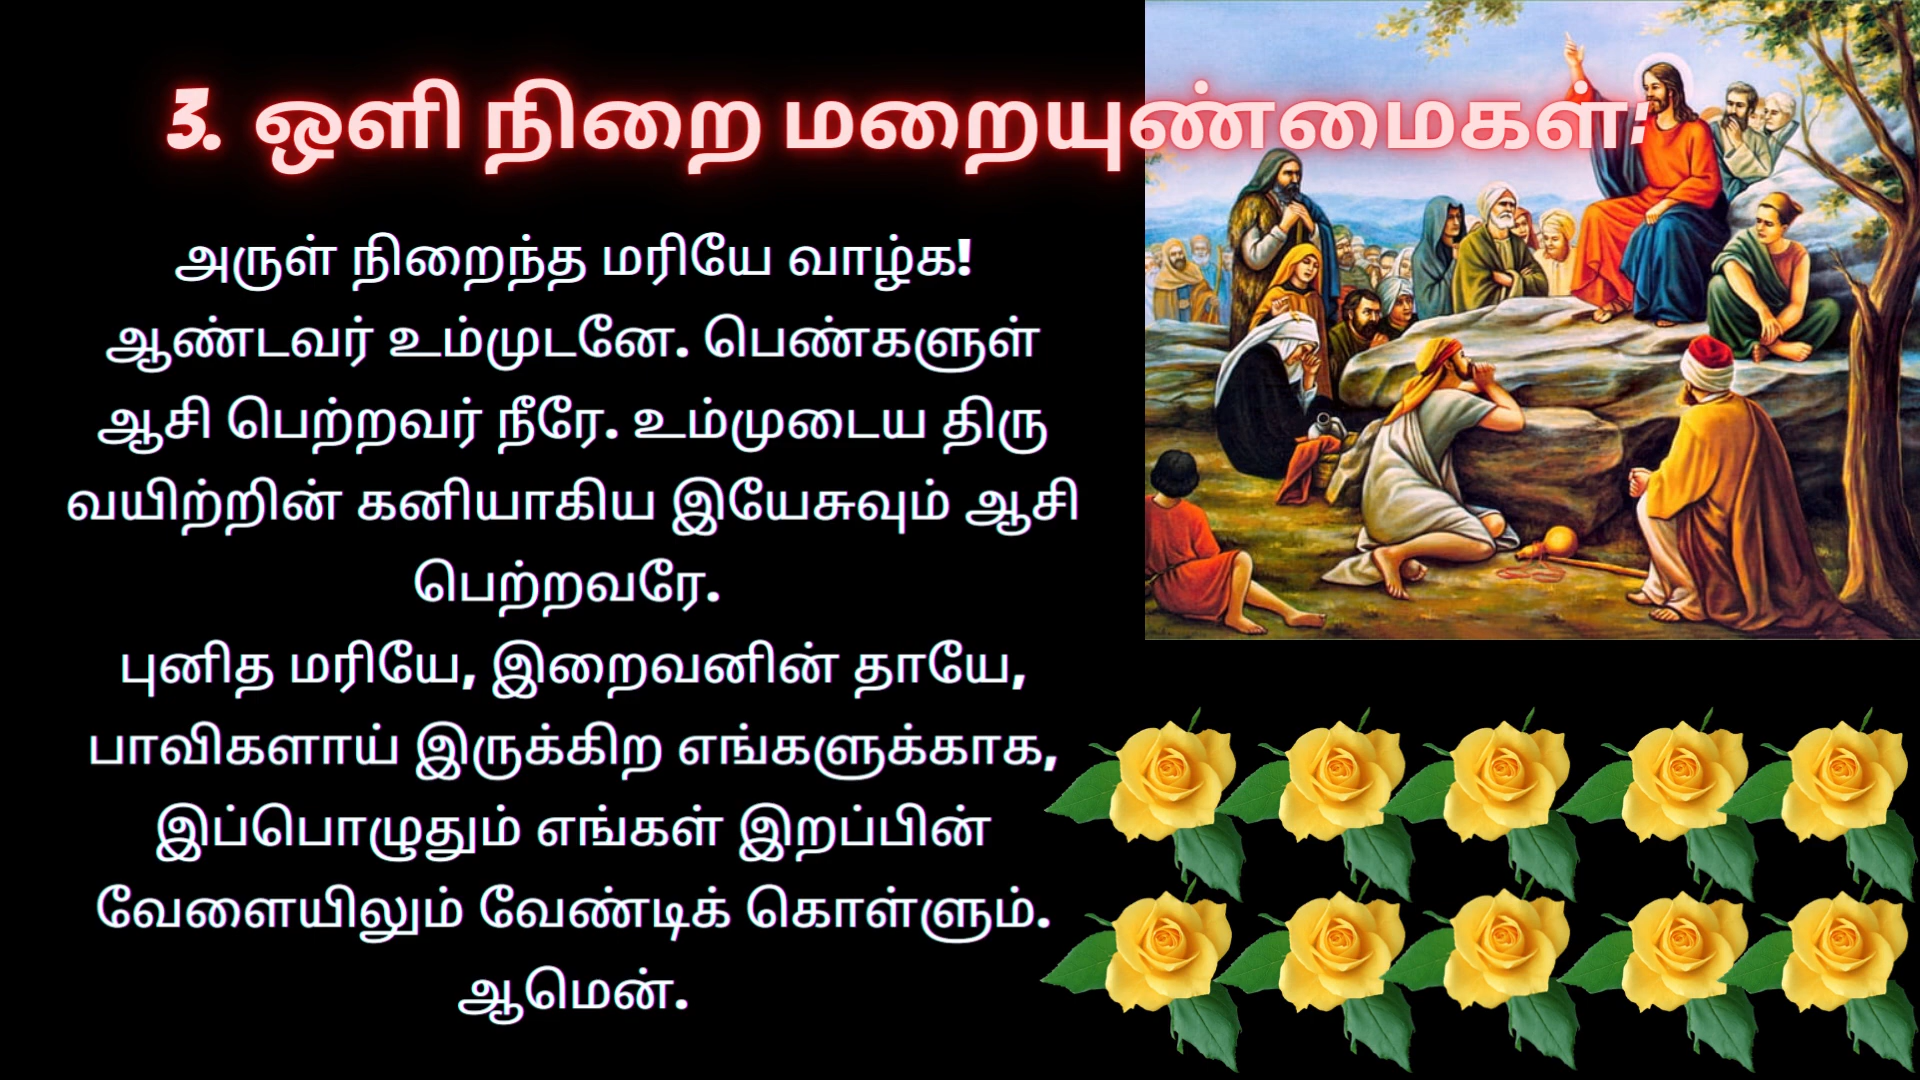 3. ஒளி நிறை மறையுண்மைகள்:
அருள் நிறைந்த மரியே வாழ்க!
ஆண்டவர் உம்முடனே. பெண்களுள்
ஆசி பெற்றவர் நீரே. உம்முடைய திரு
வயிற்றின் கனியாகிய இயேசுவும் ஆசி
பெற்றவரே.
புனித மரியே, இறைவனின் தாயே,
பாவிகளாய் இருக்கிற எங்களுக்காக,
இப்பொழுதும் எங்கள் இறப்பின்
வேளையிலும் வேண்டிக் கொள்ளும்.
ஆமென்.